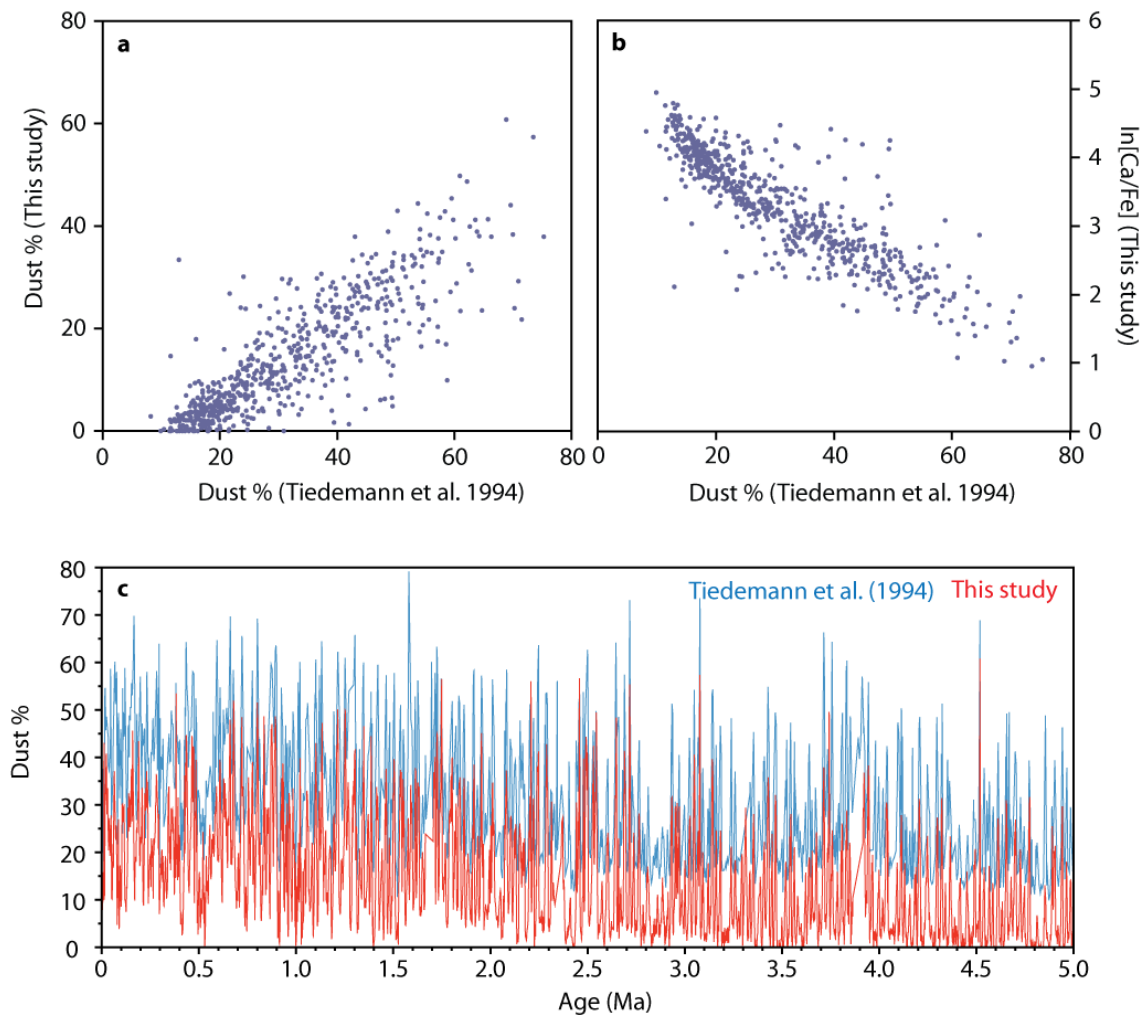 a
80
60
40
20
0
Dust % (This study)
0 20 40 60 80
Dust % (Tiedemann et al. 1994)
b
6
5
4
3
2
1
0
ln[Ca/Fe] (This study)
0 20 40 60 80
Dust % (Tiedemann et al. 1994)
c
Tiedemann et al. (1994) This study
80
70
60
50
40
30
20
10
0
Dust %
0 0.5 1.0 1.5 2.0 2.5 3.0 3.5 4.0 4.5 5.0
Age (Ma)